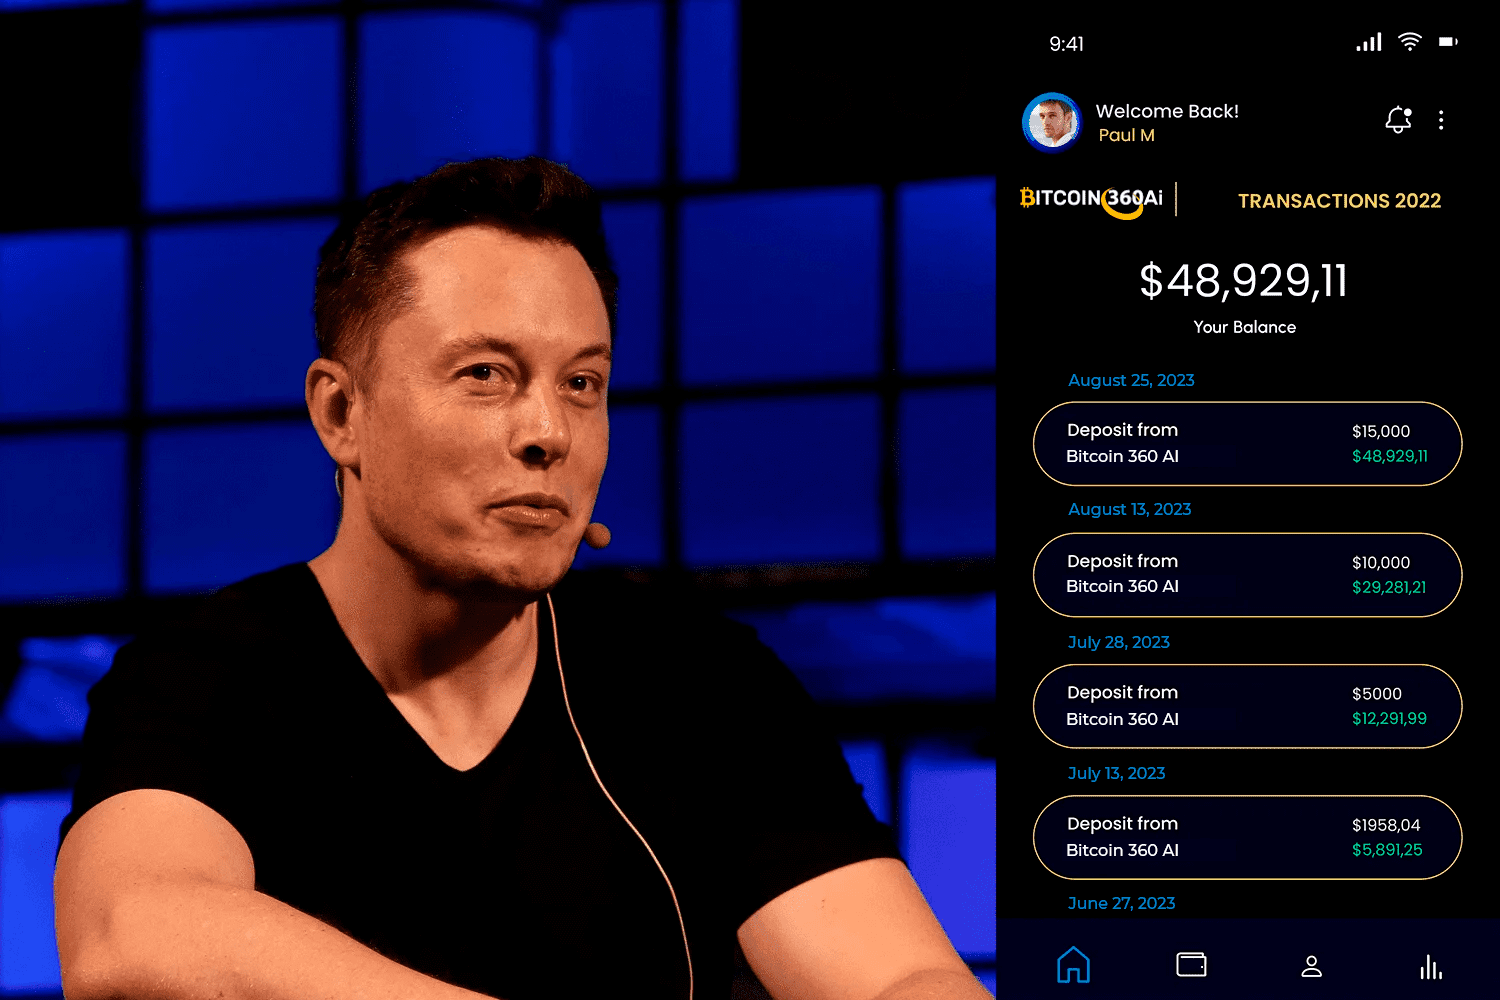 9:41
Welcome Back!
Paul M
BITCOIN 360Ai
TRANSACTIONS 2022
$48,929,11
Your Balance
August 25, 2023
Deposit from $15,000
Bitcoin 360 AI $48,929,11
August 13, 2023
Deposit from $10,000
Bitcoin 360 AI $29,281,21
July 28, 2023
Deposit from $5000
Bitcoin 360 AI $12,291,99
July 13, 2023
Deposit from $1958,04
Bitcoin 360 AI $5,891,25
June 27, 2023